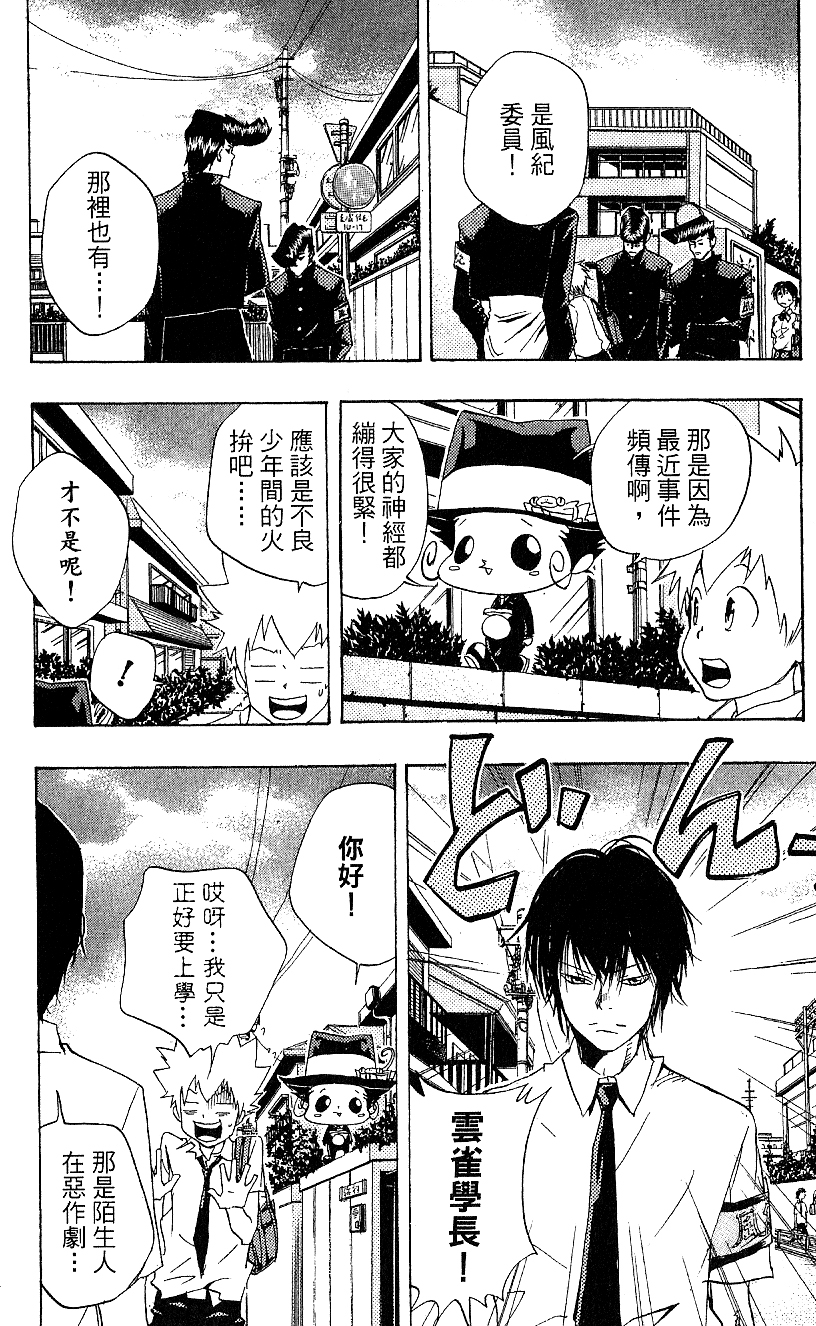 是風紀
委員！
那裡也有…！
那是因為
最近事件
頻傳啊，
大家的神經都
繃得很緊！
應該是不良
少年間的火
拚吧……
才不是呢！
！
どん
雲雀學長！
風
你好！
哎呀…我只是
正好要上學…
那是陌生人
在惡作劇…